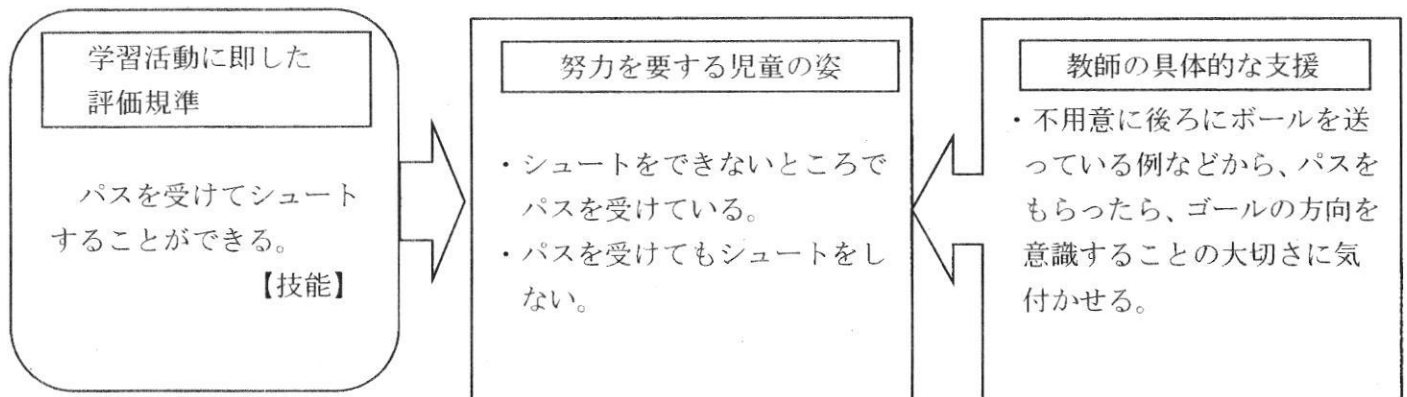 学習活動に即した
評価規準
パスを受けてシュート
することができる。
【技能】
努力を要する児童の姿
・シュートをできないところで
パスを受けている。
・パスを受けてもシュートをし
ない。
教師の具体的な支援
・不用意に後ろにボールを送
っている例などから、パスを
もらったら、ゴールの方向を
意識することの大切さに気
付かせる。